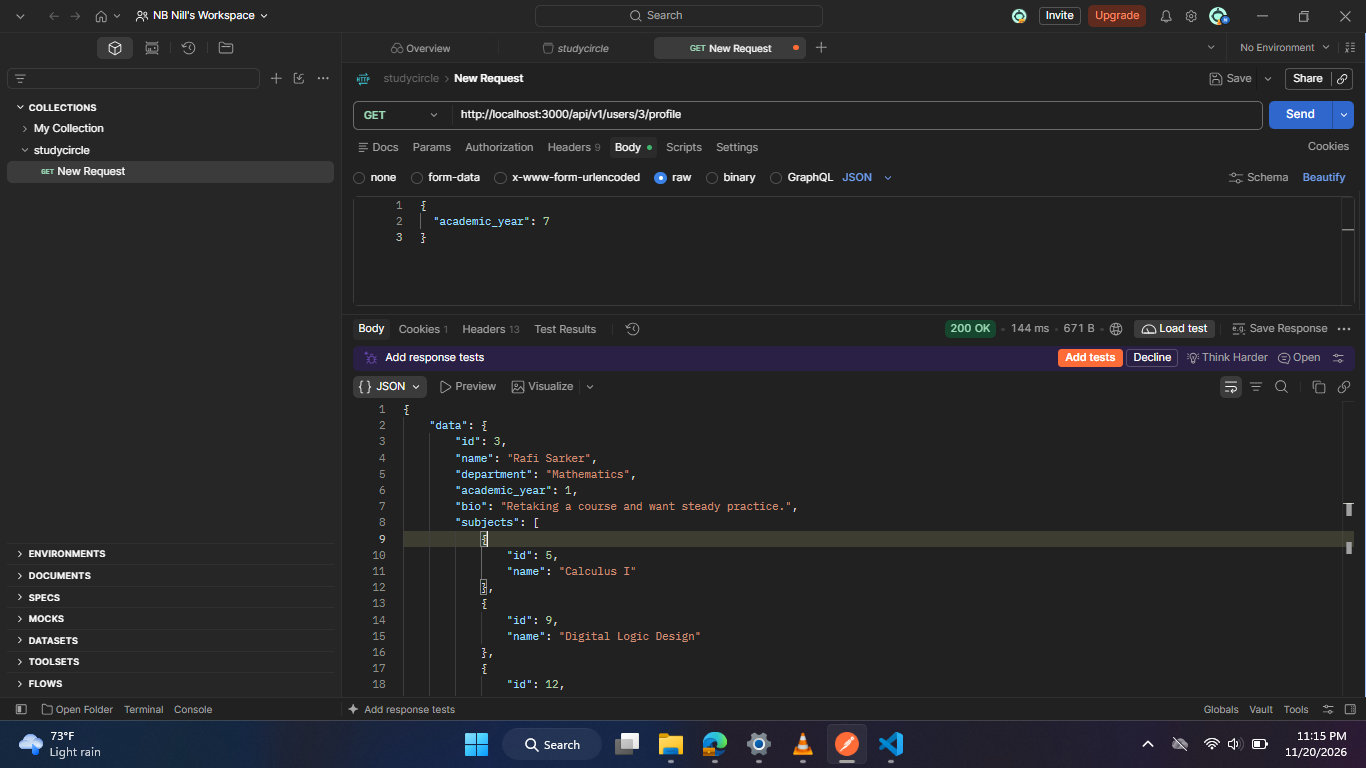 NB Nill's Workspace
Search
Invite
Upgrade
Overview
studycircle
GET New Request
No Environment
studycircle > New Request
Save
Share
COLLECTIONS
My Collection
studycircle
GET New Request
GET
http://localhost:3000/api/v1/users/3/profile
Send
Docs Params Authorization Headers 9 Body Scripts Settings
Cookies
none form-data x-www-form-urlencoded raw binary GraphQL JSON
Schema Beautify
1 {
2 "academic_year": 7
3 }
Body Cookies 1 Headers 13 Test Results
200 OK 144 ms 671 B
Load test
e.g. Save Response
Add response tests
Add tests Decline Think Harder Open
{ } JSON Preview Visualize
1 {
2 "data": {
3 "id": 3,
4 "name": "Rafi Sarker",
5 "department": "Mathematics",
6 "academic_year": 1,
7 "bio": "Retaking a course and want steady practice.",
8 "subjects": [
9 {
10 "id": 5,
11 "name": "Calculus I"
12 },
13 {
14 "id": 9,
15 "name": "Digital Logic Design"
16 },
17 {
18 "id": 12,
ENVIRONMENTS
DOCUMENTS
SPECS
MOCKS
DATASETS
TOOLSETS
FLOWS
Open Folder Terminal Console
Add response tests
Globals Vault Tools
73°F
Light rain
Search
11:15 PM
11/20/2026